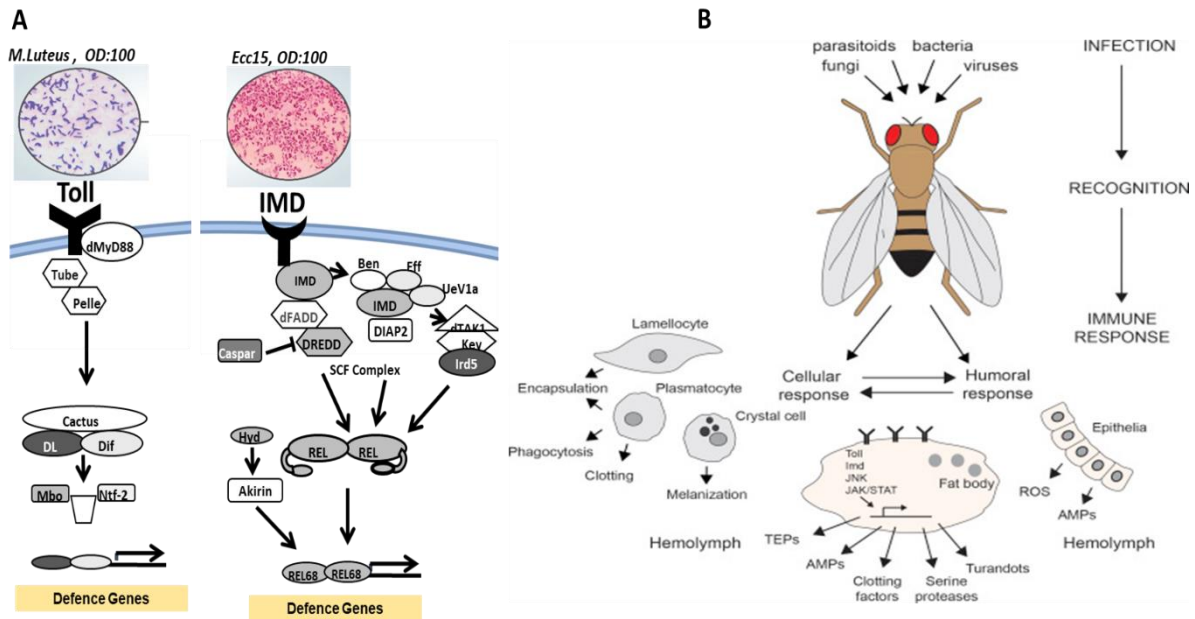 A
M.Luteus , OD:100
Ecc15, OD:100
Toll
IMD
dMyD88
Tube
Pelle
Ben
Eff
UeV1a
IMD
IMD
dFADD
DIAP2
dTAK1
Key
Ird5
Caspar
DREDD
SCF Complex
Cactus
DL
Dif
Hyd
REL
REL
Akirin
Mbo
Ntf-2
REL68
REL68
Defence Genes
Defence Genes
B
parasitoids
bacteria
fungi
viruses
INFECTION
RECOGNITION
IMMUNE
RESPONSE
Cellular
response
Humoral
response
Lamellocyte
Encapsulation
Plasmatocyte
Crystal cell
Phagocytosis
Clotting
Melanization
Hemolymph
Toll
Imd
JNK
JAK/STAT
Fat body
TEPs
AMPs
Clotting
factors
Serine
proteases
Turandots
Epithelia
ROS
AMPs
Hemolymph